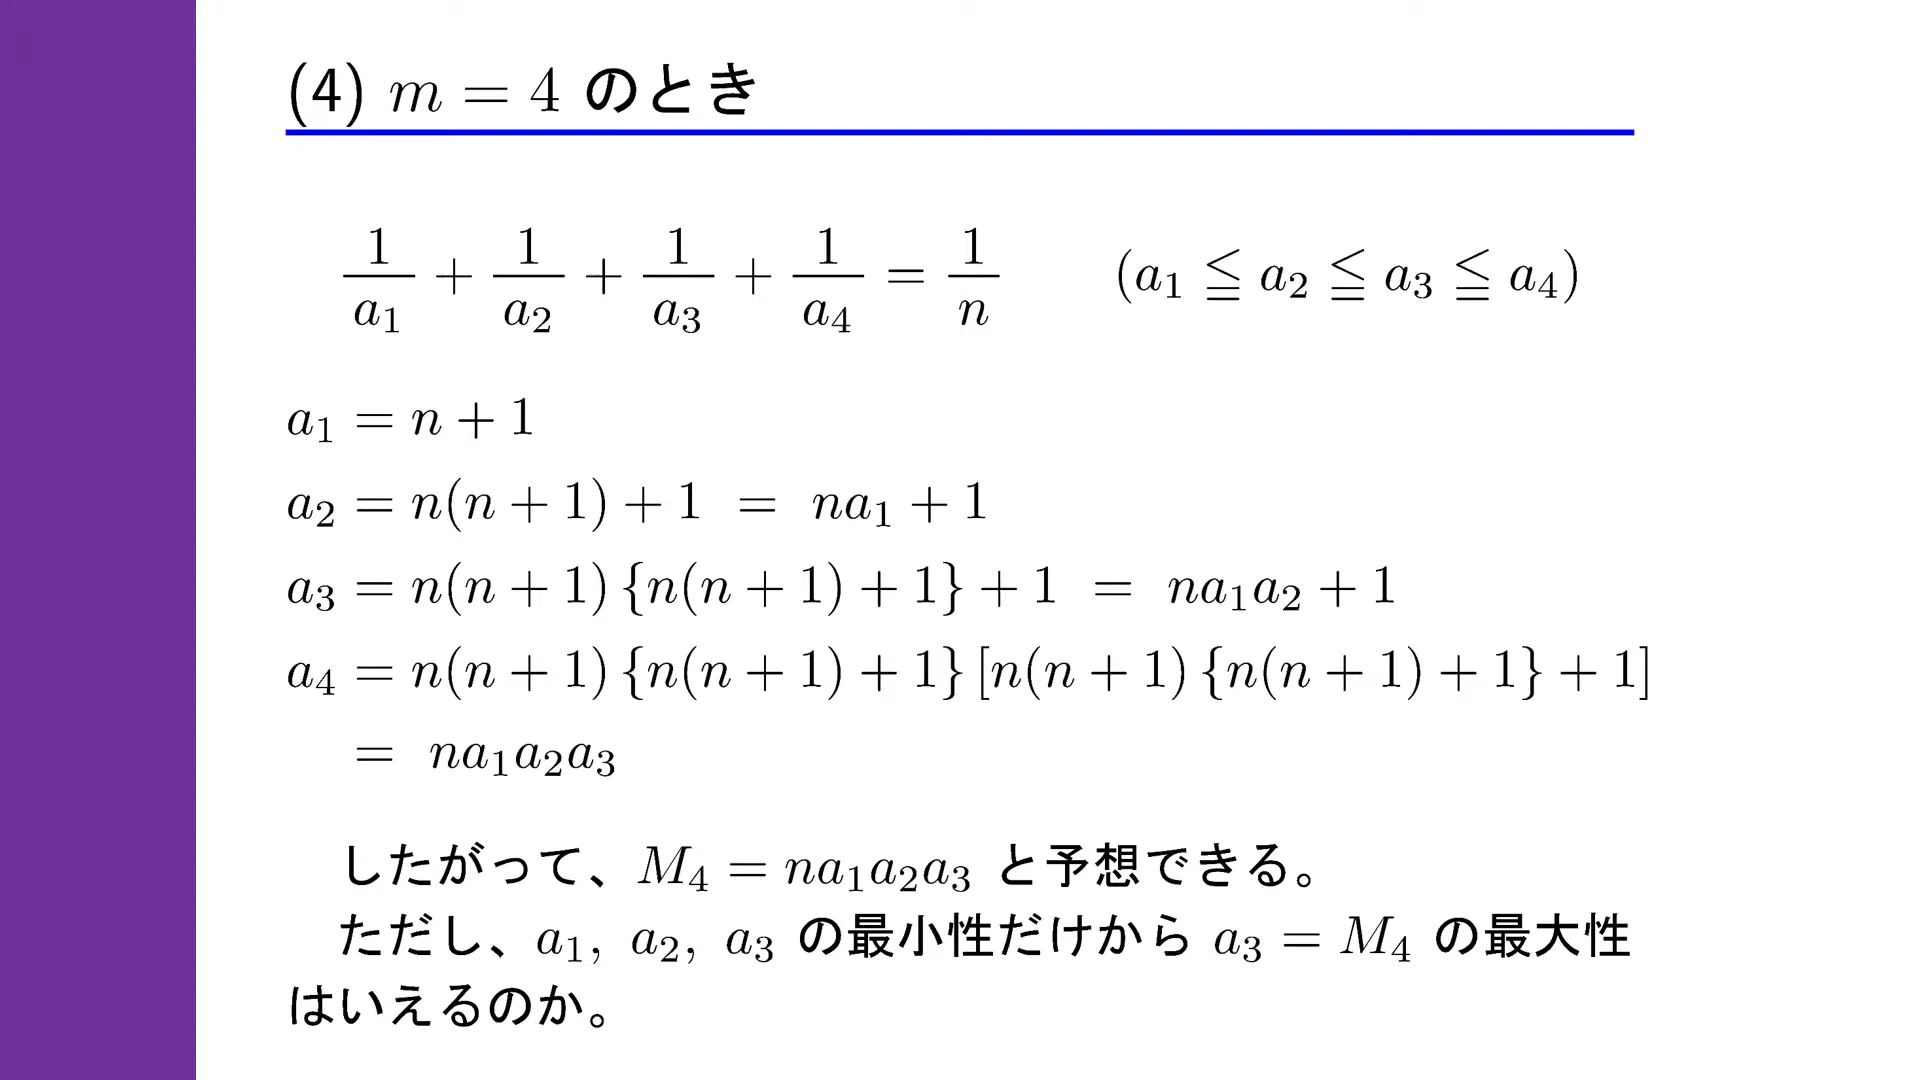 (4) m = 4 のとき
1/a₁ + 1/a₂ + 1/a₃ + 1/a₄ = 1/n (a₁ ≦ a₂ ≦ a₃ ≦ a₄)
a₁ = n + 1
a₂ = n(n + 1) + 1 = na₁ + 1
a₃ = n(n + 1) {n(n + 1) + 1} + 1 = na₁a₂ + 1
a₄ = n(n + 1) {n(n + 1) + 1} [n(n + 1) {n(n + 1) + 1} + 1]
= na₁a₂a₃
したがって、M₄ = na₁a₂a₃ と予想できる。
ただし、a₁, a₂, a₃ の最小性だけから a₃ = M₄ の最大性
はいえるのか。